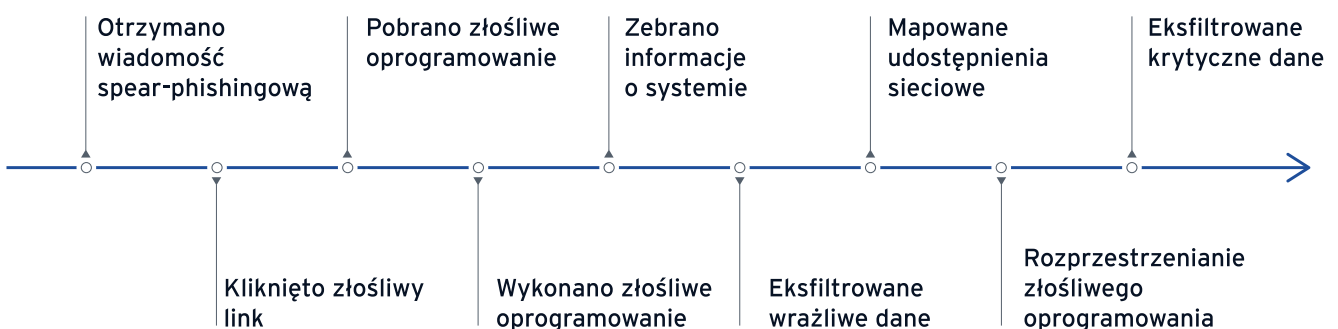 Otrzymano
wiadomość
spear-phishingową
Kliknięto złośliwy
link
Pobrano złośliwe
oprogramowanie
Wykonano złośliwe
oprogramowanie
Zebrano
informacje
o systemie
Eksfiltrowane
wrażliwe dane
Mapowane
udostępnienia
sieciowe
Rozprzestrzenianie
złośliwego
oprogramowania
Eksfiltrowane
krytyczne dane